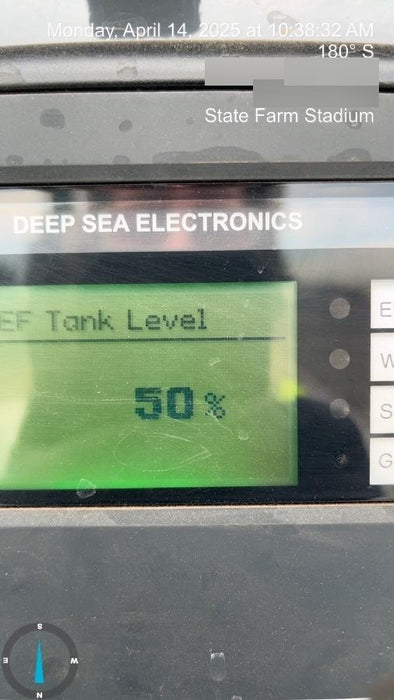 Monday, April 14, 2025 at 10:38:32 AM
180° S
State Farm Stadium
DEEP SEA ELECTRONICS
EF Tank Level
50 %
E
W
S
G
S
E W
N